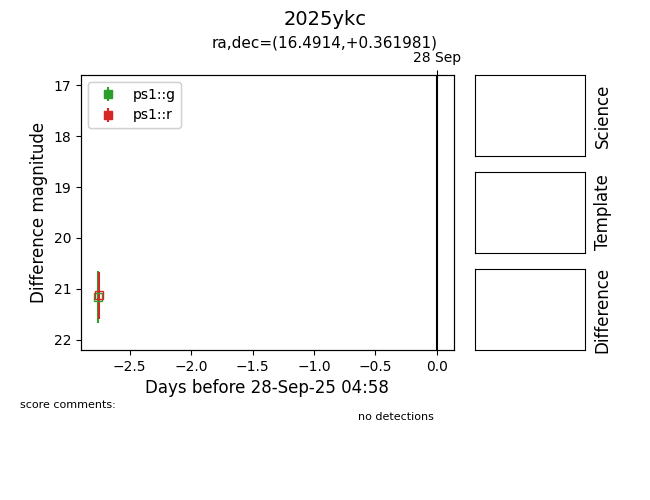 2025ykc
ra,dec=(16.4914,+0.361981)
28 Sep
ps1::g
ps1::r
17
18
19
20
21
22
Difference magnitude
−2.5
−2.0
−1.5
−1.0
−0.5
0.0
Days before 28-Sep-25 04:58
Science
Template
Difference
score comments:
no detections